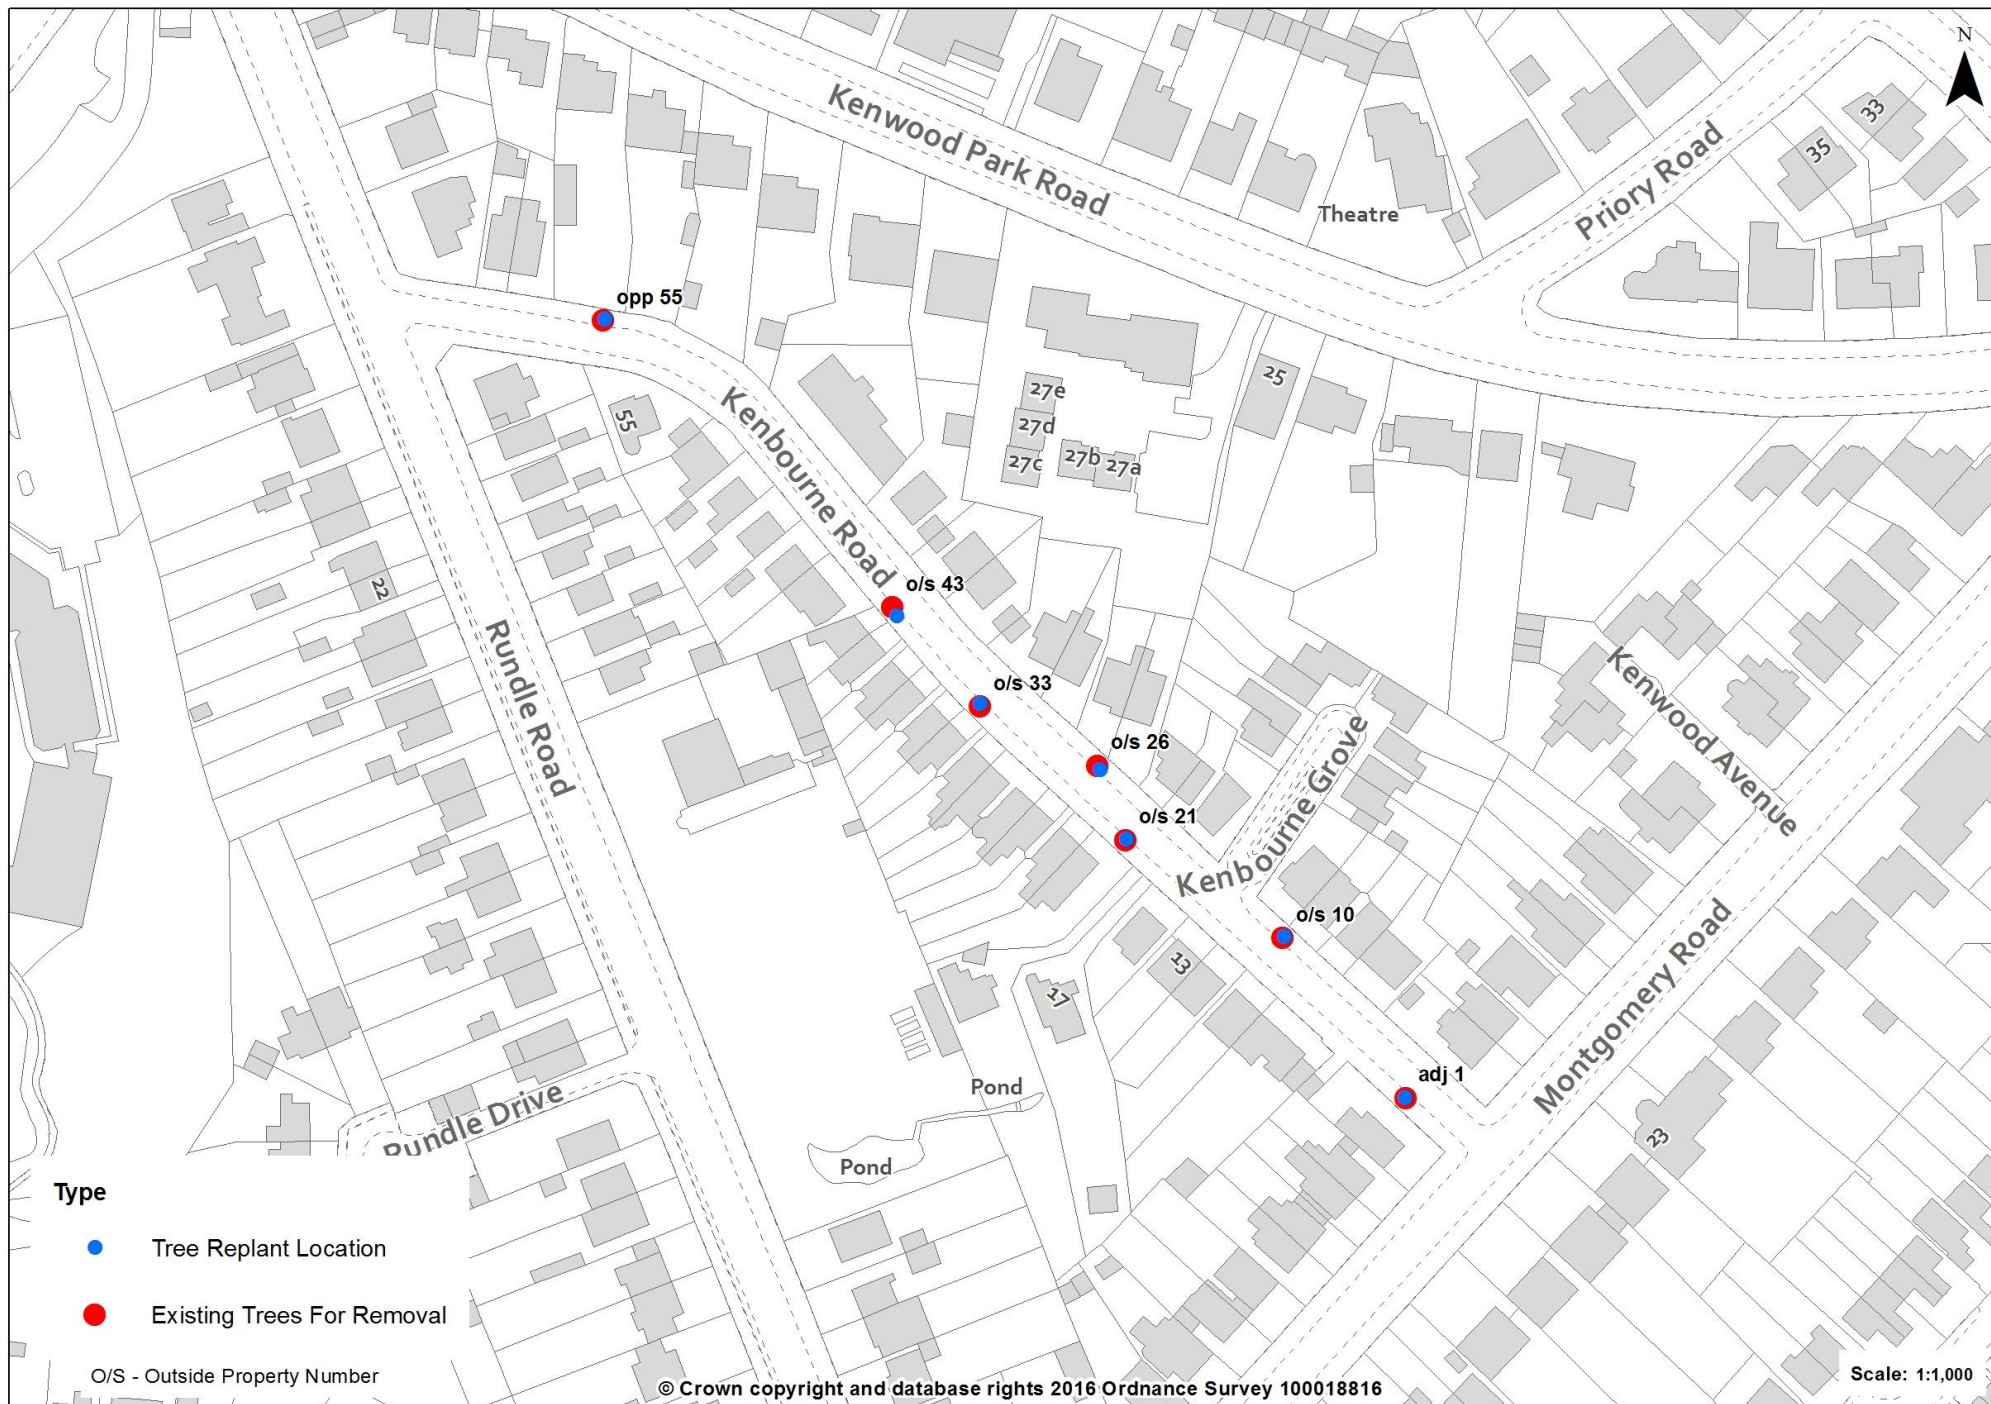 N
Kenwood Park Road
Priory Road
33
35
Theatre
opp 55
27e
27d
27c
27b
27a
25
55
Kenbourne Road
22
o/s 43
Rundle Road
o/s 33
Kenwood Avenue
o/s 26
o/s 21
Kenbourne Grove
o/s 10
13
17
Montgomery Road
adj 1
Pond
Rundle Drive
23
Pond
Type
Tree Replant Location
Existing Trees For Removal
O/S - Outside Property Number
© Crown copyright and database rights 2016 Ordnance Survey 100018816
Scale: 1:1,000